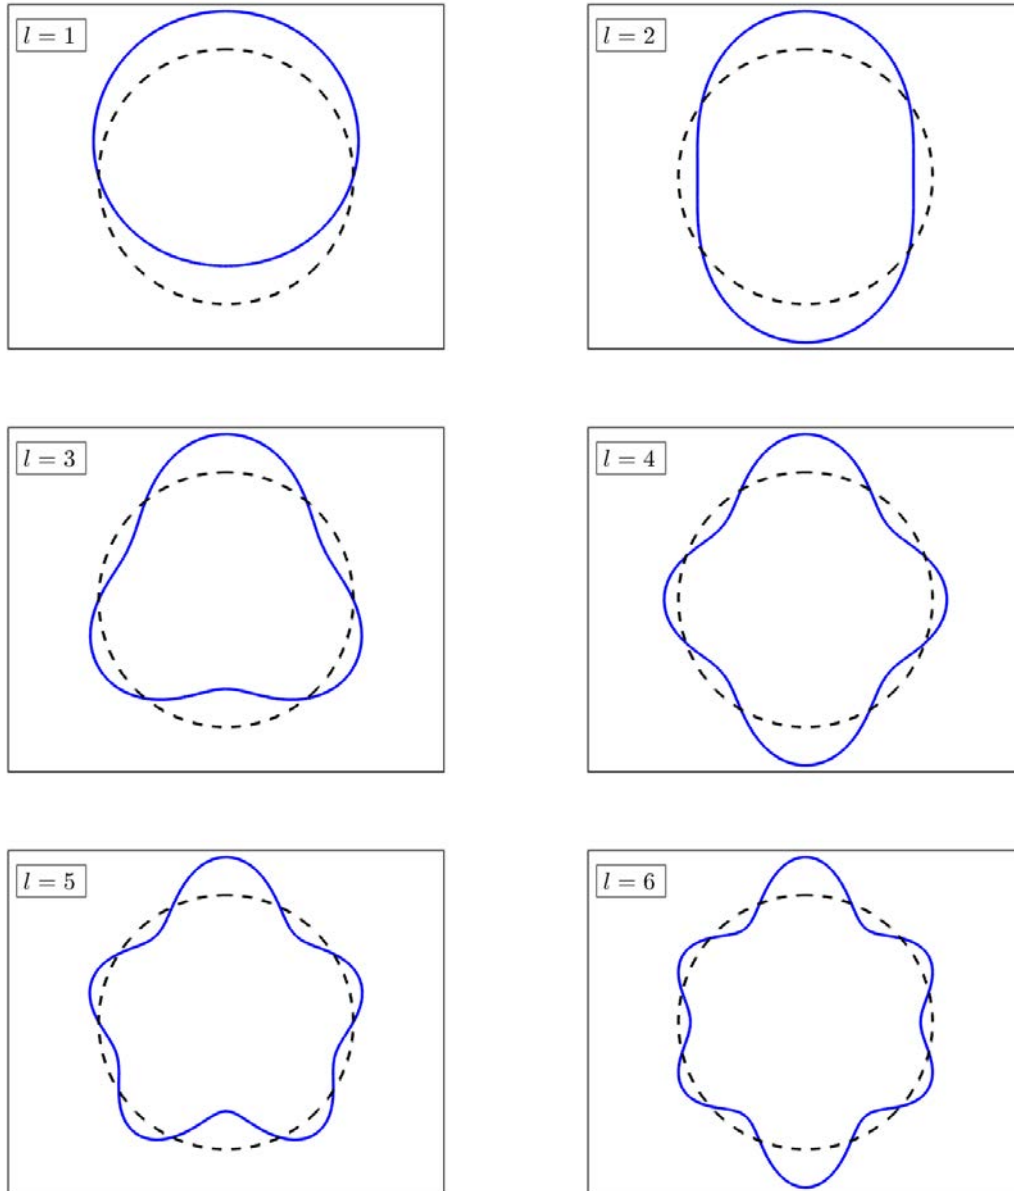 l = 1
l = 2
l = 3
l = 4
l = 5
l = 6